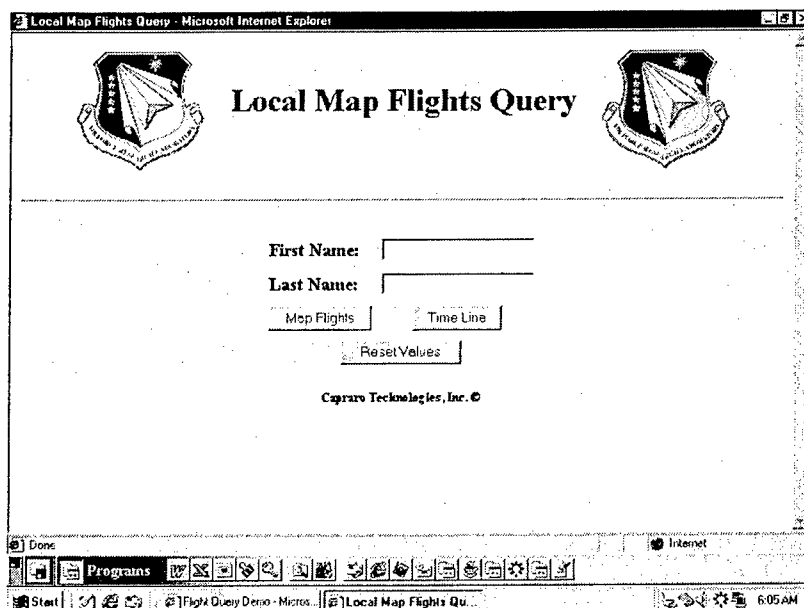 Local Map Flights Query - Microsoft Internet Explorer
Local Map Flights Query
First Name:
Last Name:
Map Flights
Time Line
Reset Values
Capraro Technologies, Inc. ©
Done
Internet
Programs
Start
Flight Query Demo - Micros...
Local Map Flights Qu...
6:05 AM